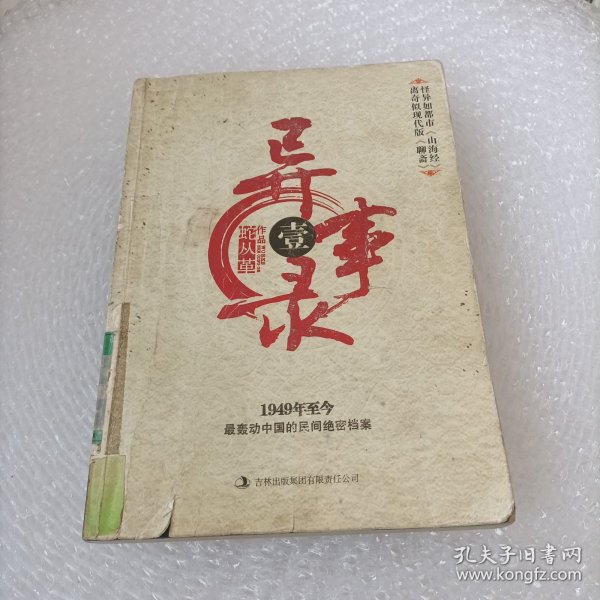 怪异如都市《山海经》
离奇似现代版《聊斋》
异事录
壹
蛇从革
作品
1949年至今
最轰动中国的民间绝密档案
吉林出版集团有限责任公司
孔夫子旧书网
www.kongfz.com